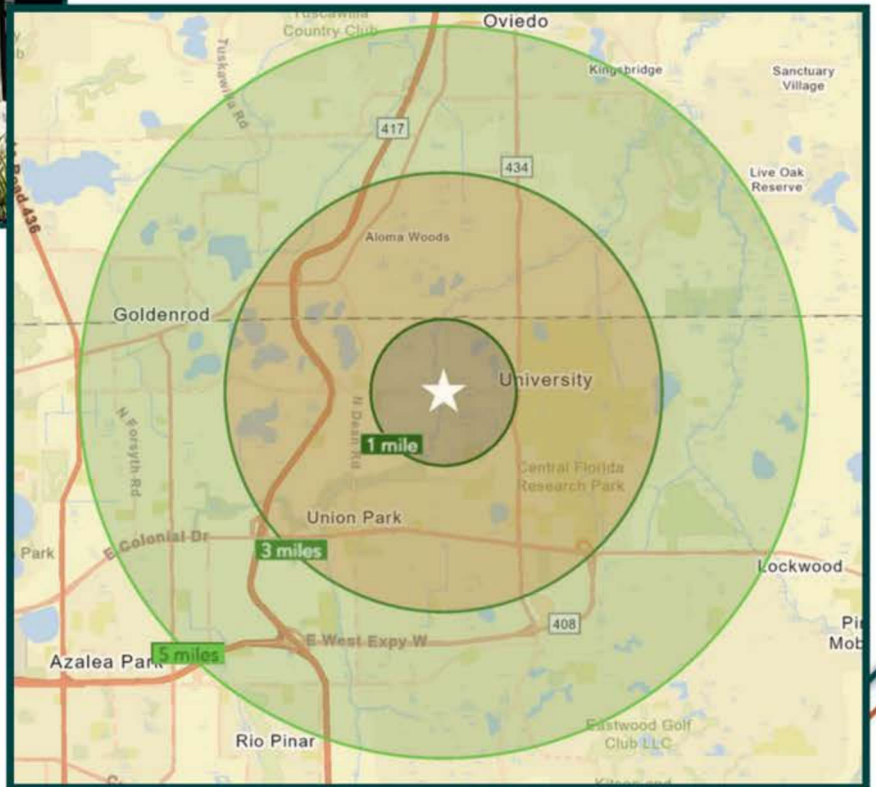 Tuscawilla
Country Club
Oviedo
Tuskawilla Rd
Kingsbridge
Sanctuary
Village
417
434
Live Oak
Reserve
Road 436
Aloma Woods
Goldenrod
University
N Forsyth Rd
N Dean Rd
1 mile
Central Florida
Research Park
Union Park
E Colonial Dr
3 miles
Park
Lockwood
408
E West Expy W
Azalea Park
5 miles
Rio Pinar
Eastwood Golf
Club LLC